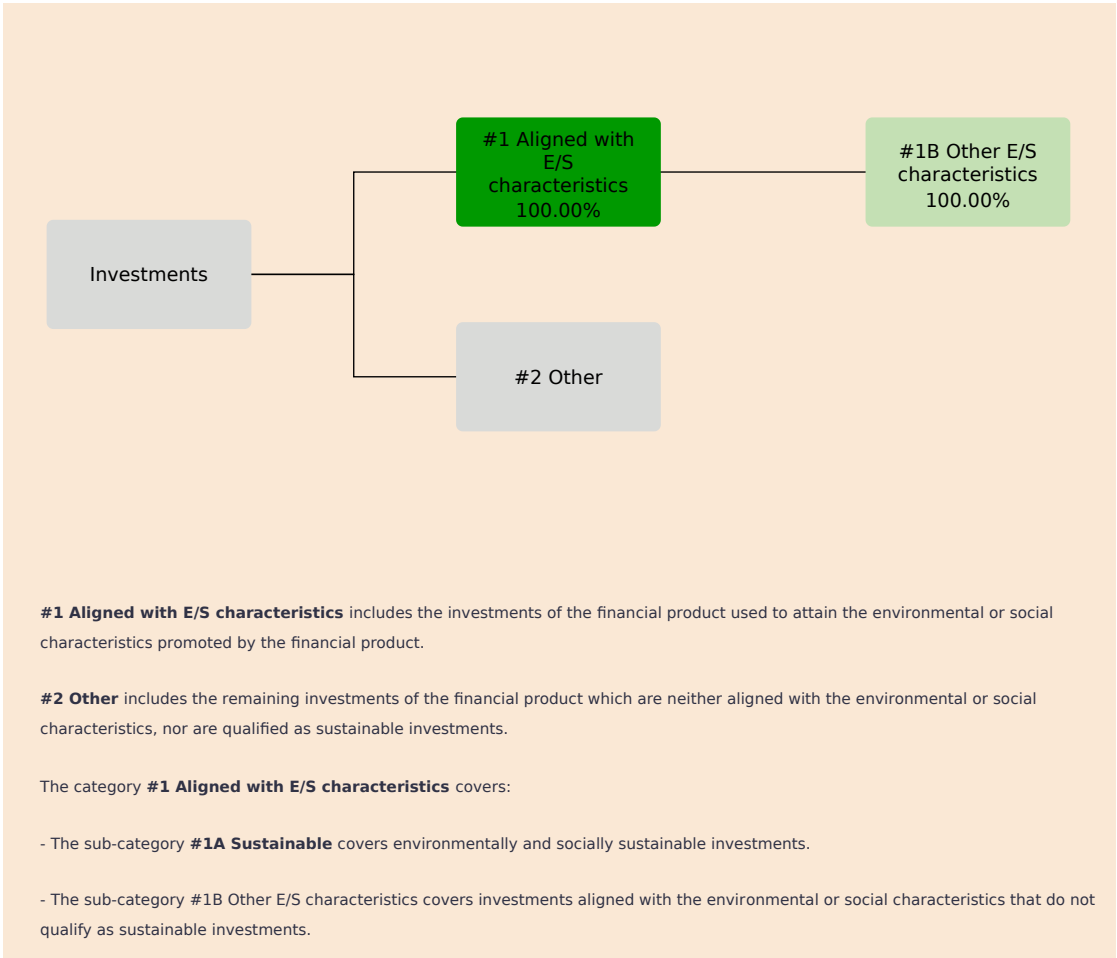 #1 Aligned with
E/S
characteristics
100.00%
#1B Other E/S
characteristics
100.00%
Investments
#2 Other
#1 Aligned with E/S characteristics includes the investments of the financial product used to attain the environmental or social
characteristics promoted by the financial product.
#2 Other includes the remaining investments of the financial product which are neither aligned with the environmental or social
characteristics, nor are qualified as sustainable investments.
The category #1 Aligned with E/S characteristics covers:
- The sub-category #1A Sustainable covers environmentally and socially sustainable investments.
- The sub-category #1B Other E/S characteristics covers investments aligned with the environmental or social characteristics that do not
qualify as sustainable investments.